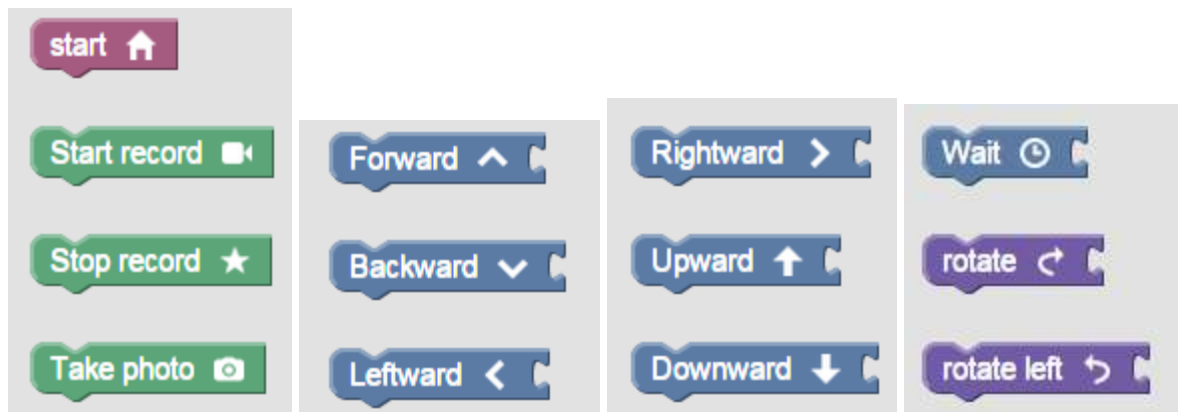 start
Start record
Stop record
Take photo
Forward
Backward
Leftward
Rightward
Upward
Downward
Wait
rotate
rotate left